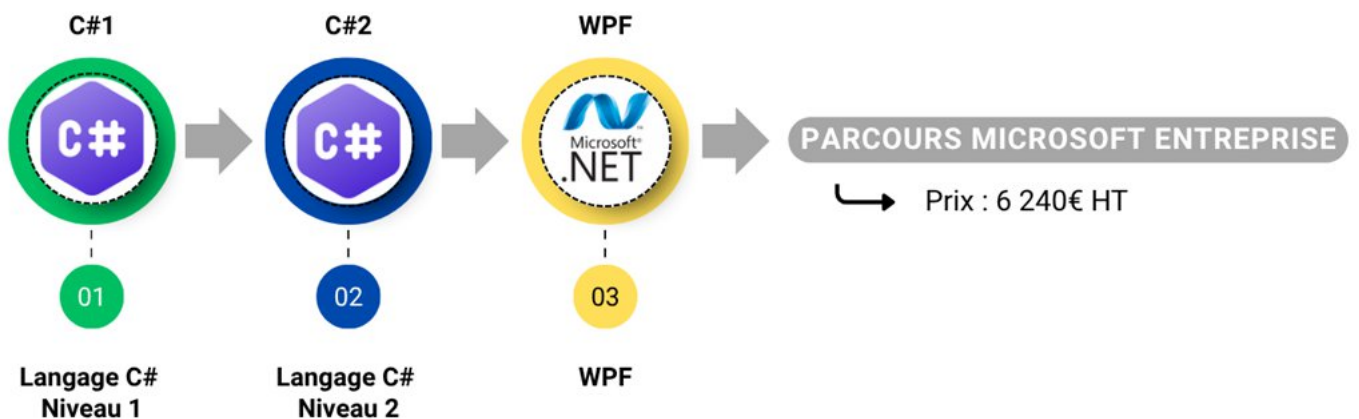 C#1
C#2
WPF
C#
C#
Microsoft®
.NET
PARCOURS MICROSOFT ENTREPRISE
Prix : 6 240€ HT
01
02
03
Langage C#
Niveau 1
Langage C#
Niveau 2
WPF